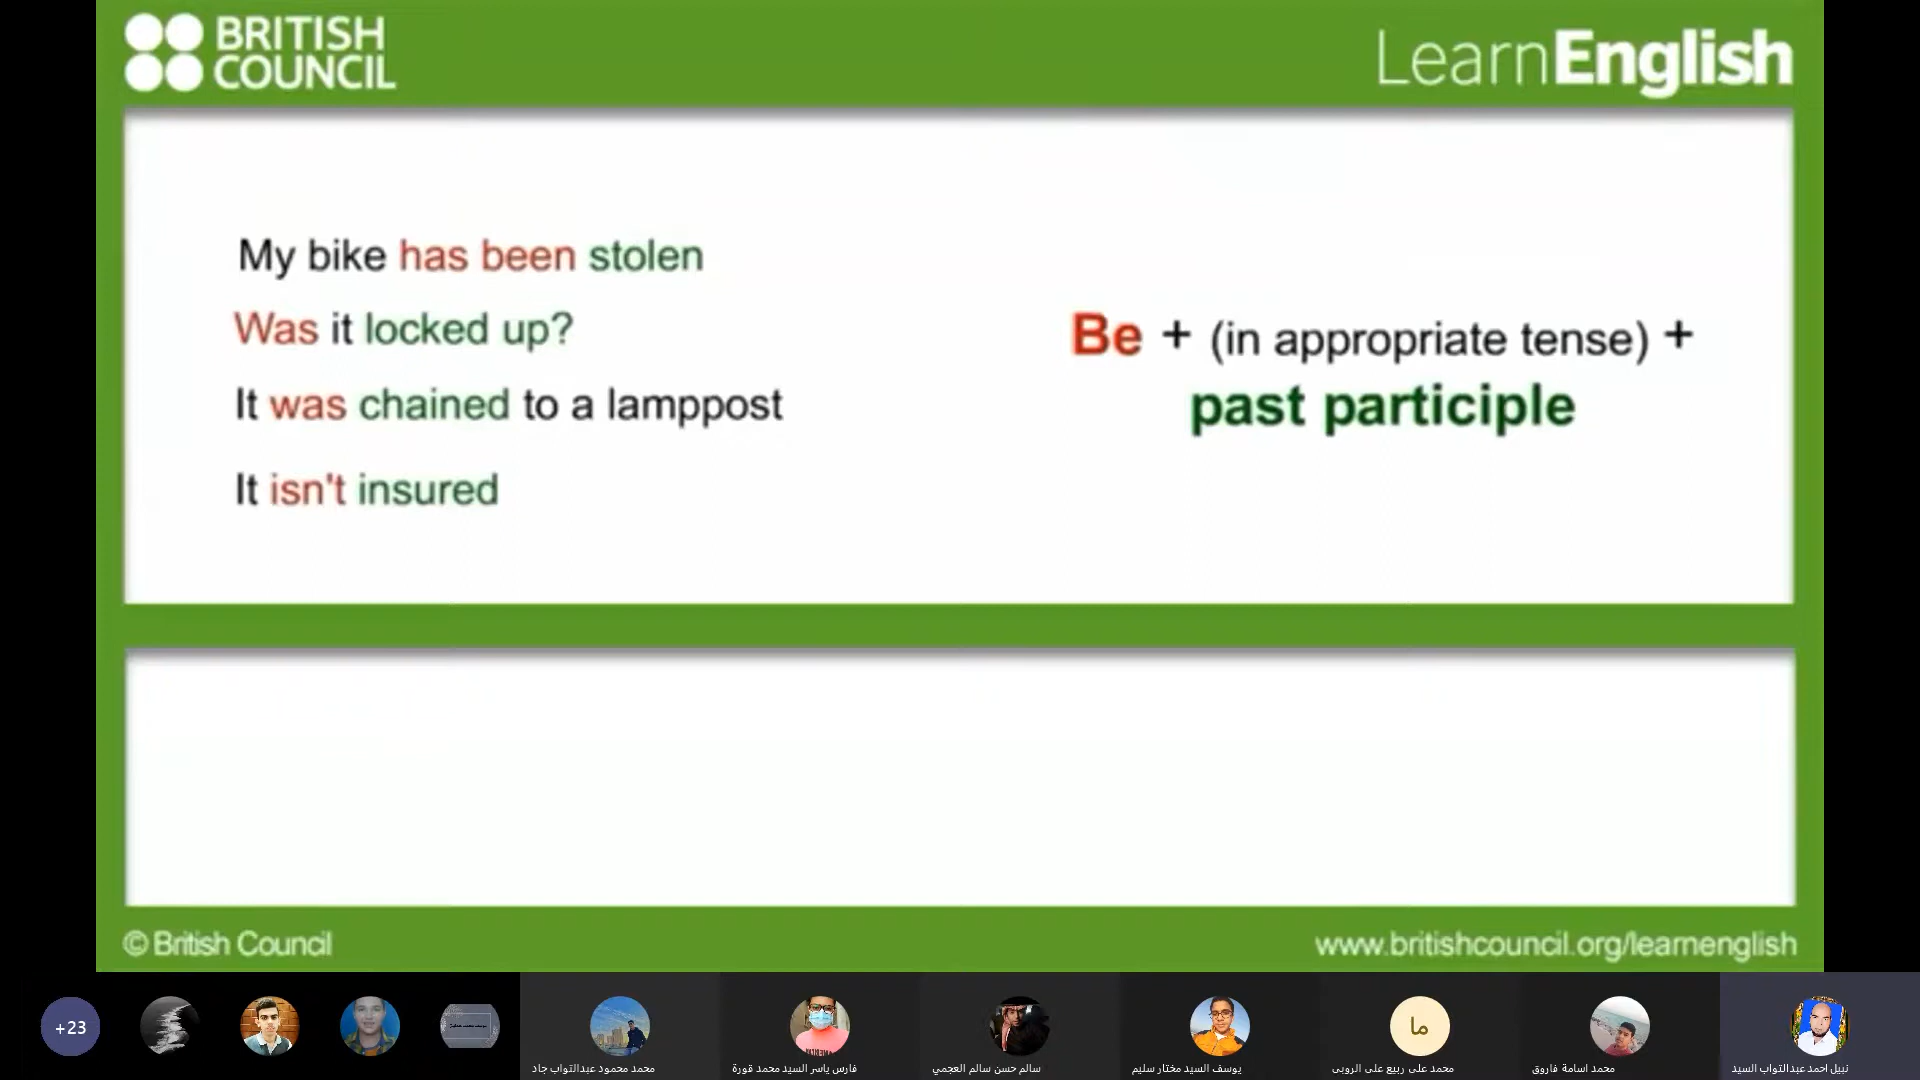 BRITISH
COUNCIL
LearnEnglish
My bike has been stolen
Was it locked up?
It was chained to a lamppost
It isn't insured
Be + (in appropriate tense) +
past participle
© British Council
www.britishcouncil.org/learnenglish
+23
ما
محمد محمود عبدالتواب جاد
فارس ياسر السيد محمد قورة
سالم حسن سالم العجمي
يوسف السيد مختار سليم
محمد على ربيع على الروبى
محمد اسامة فاروق
نبيل احمد عبدالتواب السيد